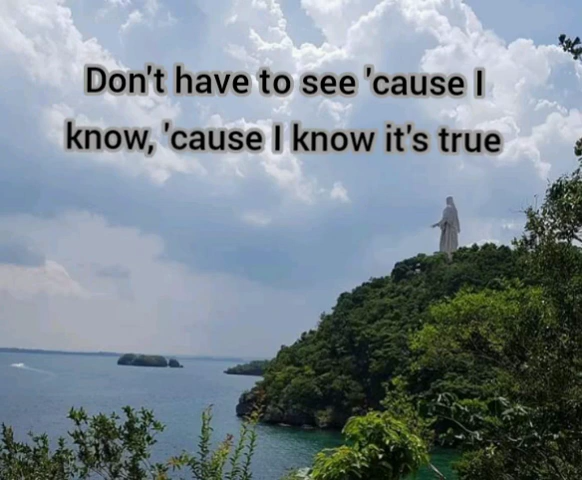 Don't have to see 'cause I
know, 'cause I know it's true